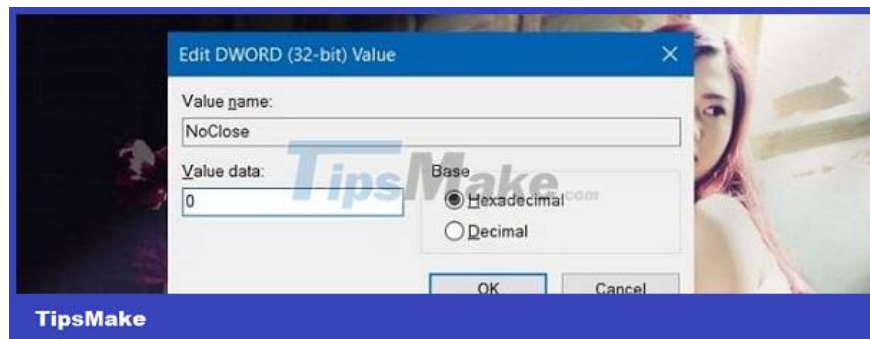 Edit DWORD (32-bit) Value
Value name:
NoClose
Value data:
Base
0
Hexadecimal
Decimal
OK
Cancel
TipsMake.com
TipsMake